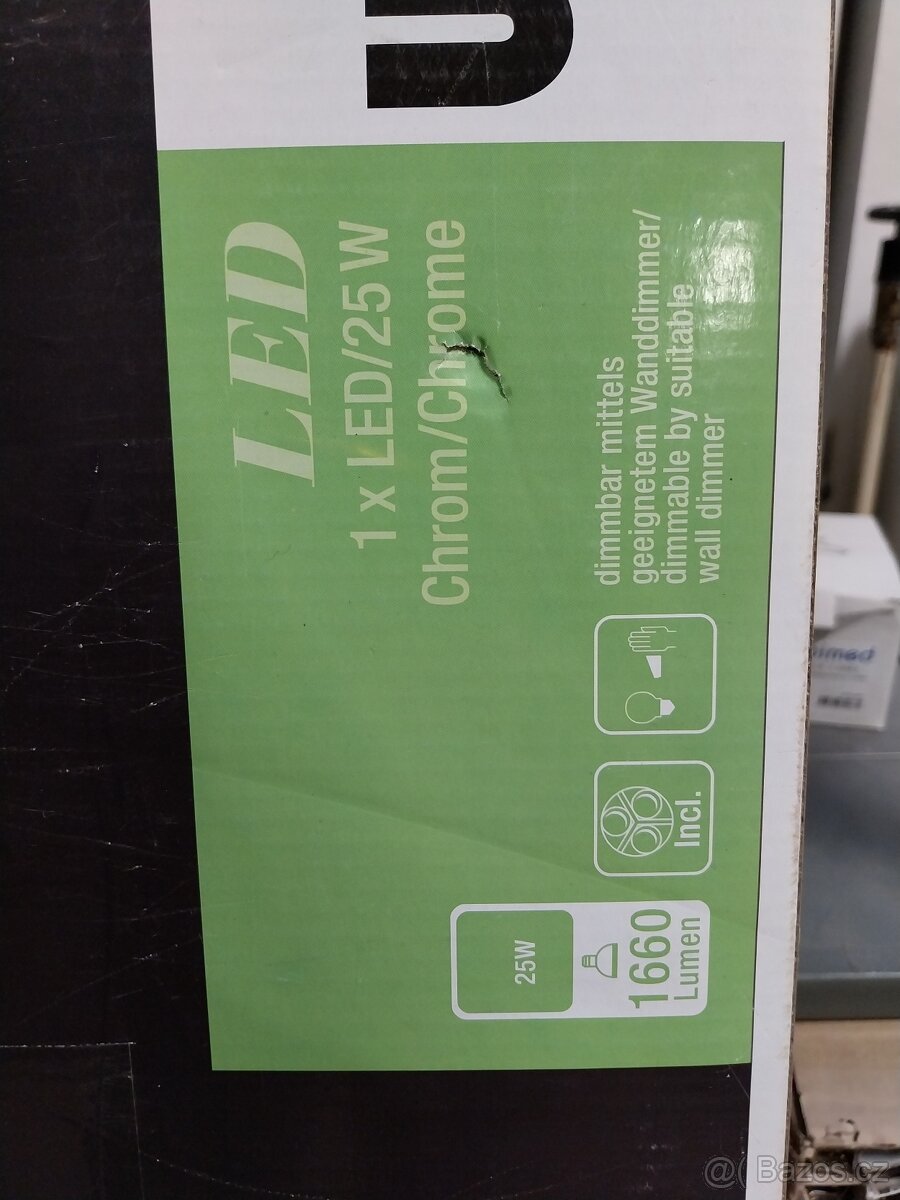 LED
1 x LED/25 W
Chrom/Chrome
25W
1660
Lumen
Incl.
dimmbar mittels
geeignetem Wanddimmer/
dimmable by suitable
wall dimmer
@( Bazos.cz